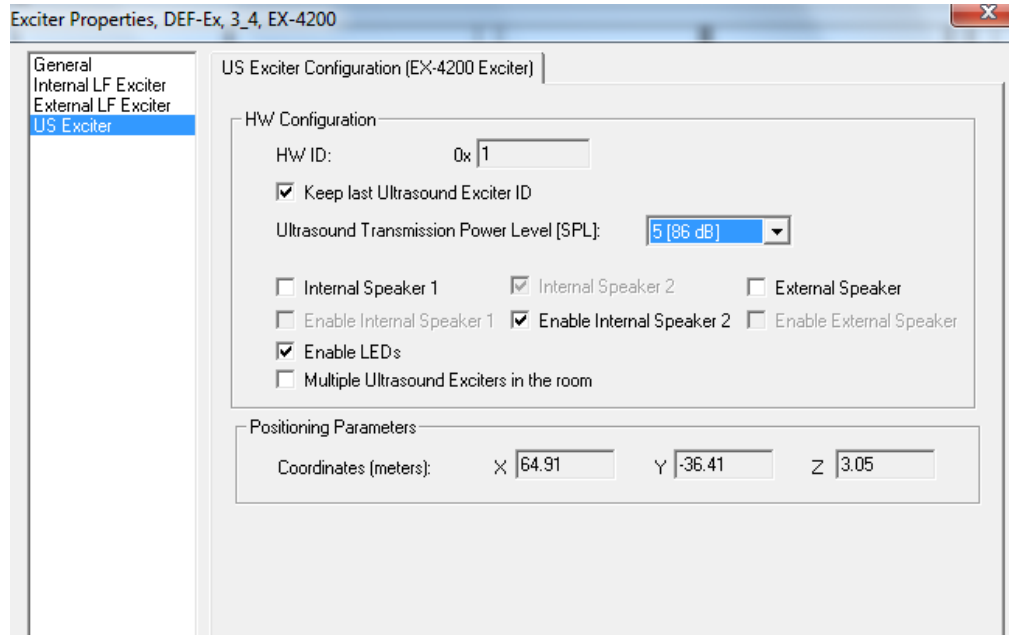 Exciter Properties, DEF-Ex, 3_4, EX-4200
X
General
Internal LF Exciter
External LF Exciter
US Exciter
US Exciter Configuration (EX-4200 Exciter)
HW Configuration
HW ID: 0x 1
Keep last Ultrasound Exciter ID
Ultrasound Transmission Power Level [SPL]: 5 [86 dB]
Internal Speaker 1 Internal Speaker 2 External Speaker
Enable Internal Speaker 1 Enable Internal Speaker 2 Enable External Speaker
Enable LEDs
Multiple Ultrasound Exciters in the room
Positioning Parameters
Coordinates (meters): X 64.91 Y -36.41 Z 3.05